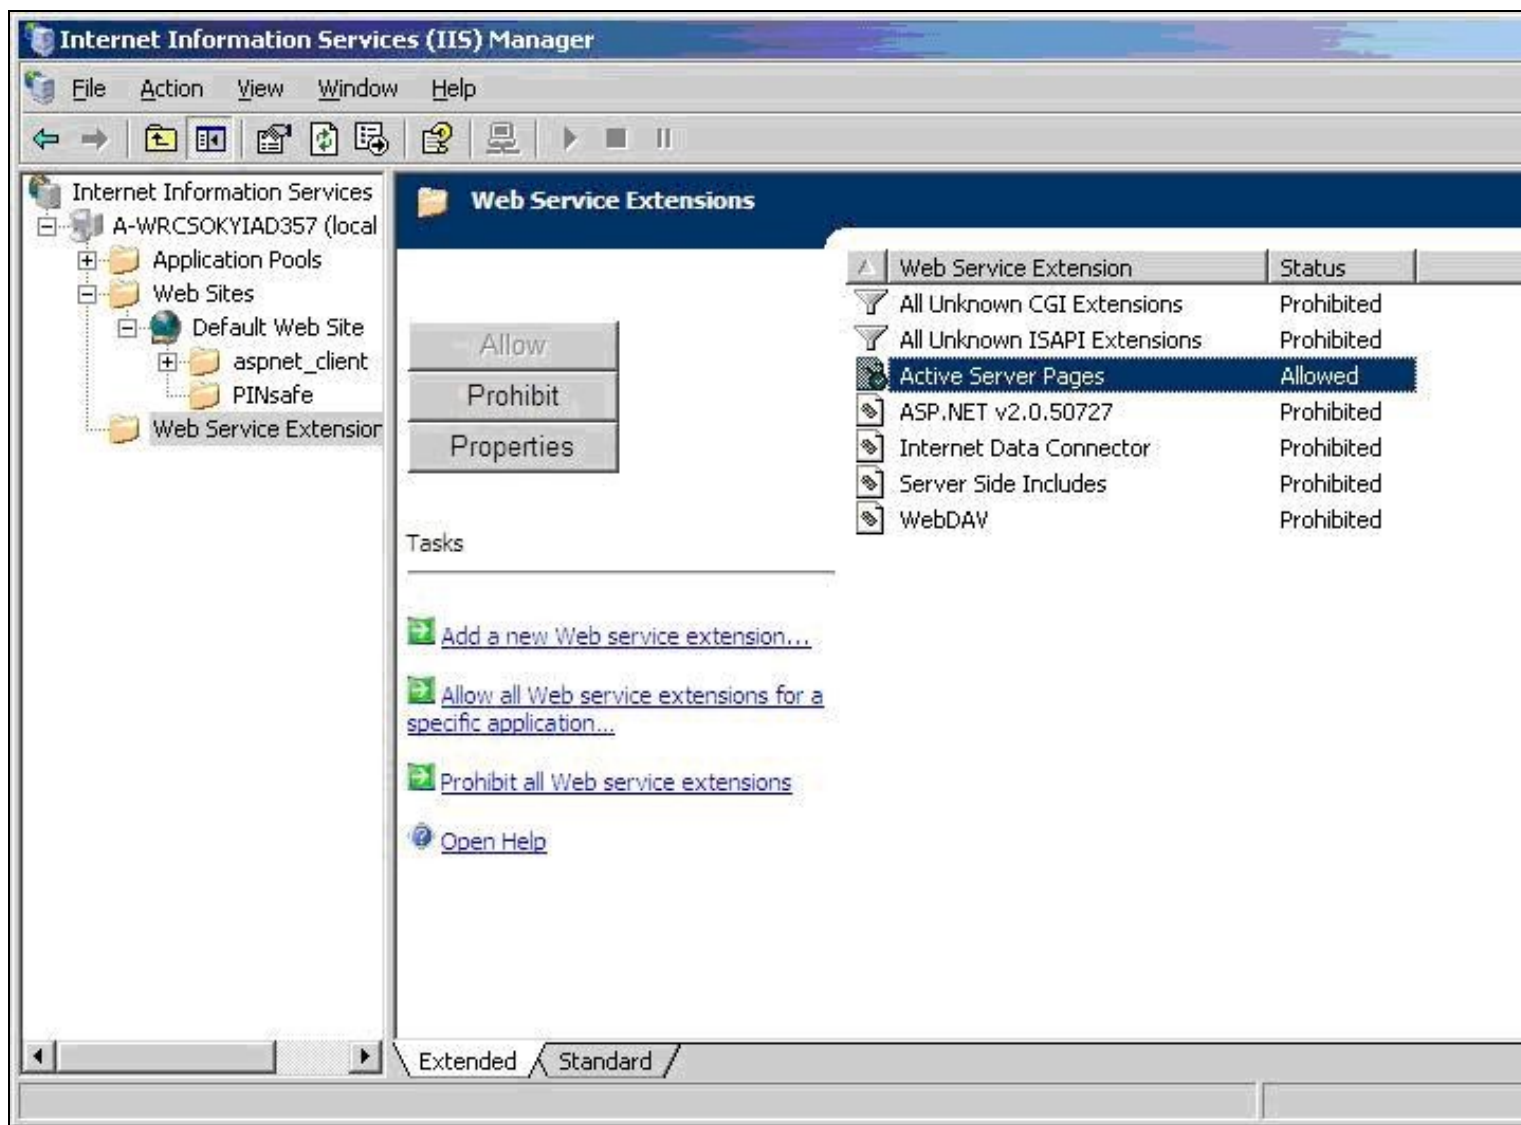 Internet Information Services (IIS) Manager
File Action View Window Help
Internet Information Services
A-WRCSOKYIAD357 (local
Application Pools
Web Sites
Default Web Site
aspnet_client
PINsafe
Web Service Extension
Web Service Extensions
Allow
Prohibit
Properties
Tasks
Add a new Web service extension...
Allow all Web service extensions for a
specific application...
Prohibit all Web service extensions
Open Help
Web Service Extension Status
All Unknown CGI Extensions Prohibited
All Unknown ISAPI Extensions Prohibited
Active Server Pages Allowed
ASP.NET v2.0.50727 Prohibited
Internet Data Connector Prohibited
Server Side Includes Prohibited
WebDAV Prohibited
Extended Standard